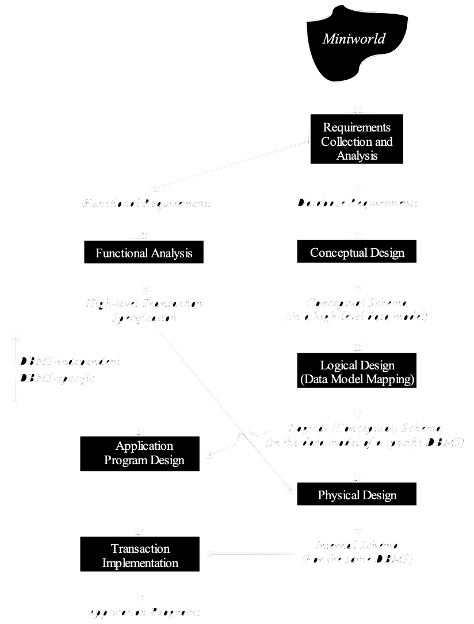 Miniworld
Requirements
Collection and
Analysis
Functional Requirements
Database Requirements
Functional Analysis
Conceptual Design
High-level Transaction
Specification
Conceptual Schema
(in a high-level data model)
DBMS-independent
DBMS-specific
Logical Design
(Data Model Mapping)
Logical (Conceptual) Schema
(in the data model of a specific DBMS)
Application
Program Design
Physical Design
Transaction
Implementation
Internal Schema
(for the same DBMS)
Application Programs